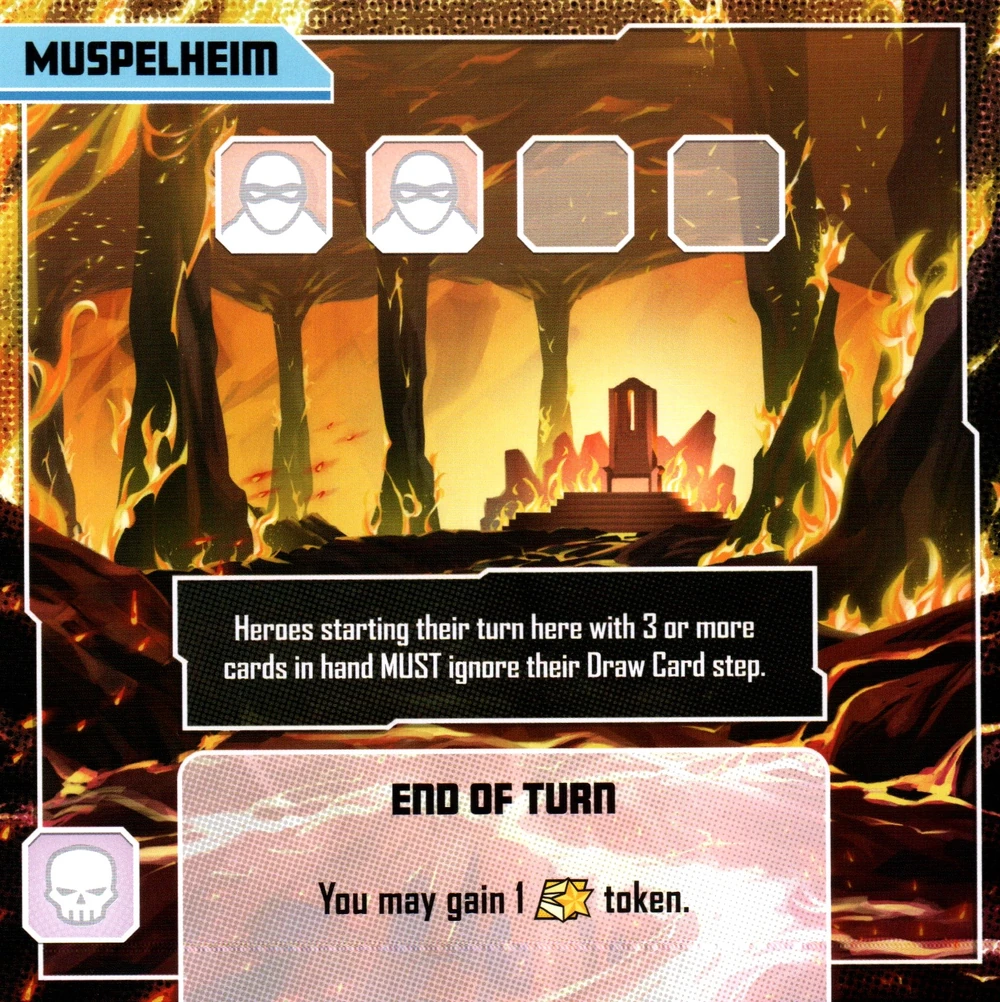 MUSPELHEIM
Heroes starting their turn here with 3 or more
cards in hand MUST ignore their Draw Card step.
END OF TURN
You may gain 1 token.